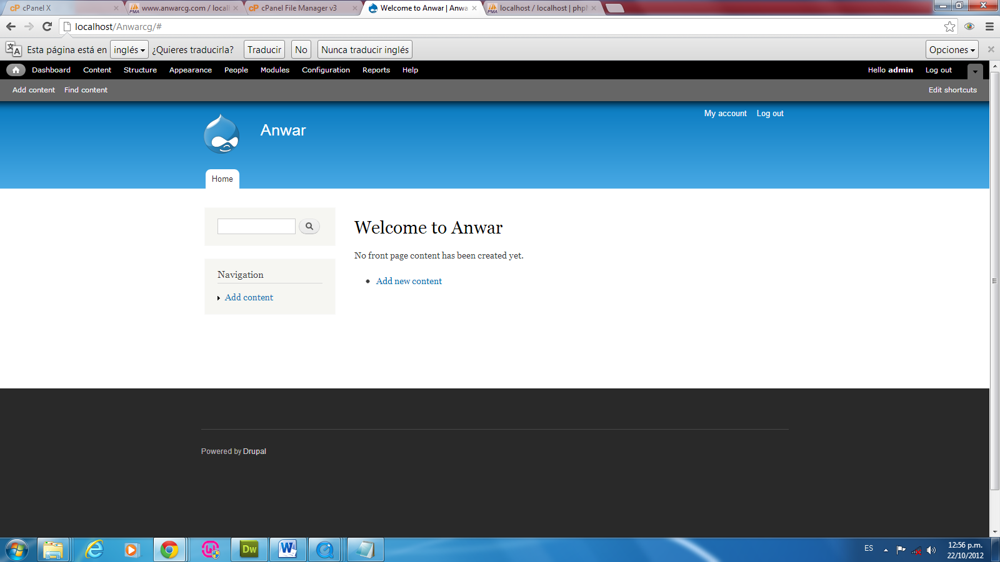 cPanel X
www.anwarcg.com / locall
cPanel File Manager v3
Welcome to Anwar | Anwa
localhost / localhost | phpl
localhost/Anwarcg/#
Esta página está en inglés ¿Quieres traducirla? Traducir No Nunca traducir inglés Opciones
Dashboard Content Structure Appearance People Modules Configuration Reports Help Hello admin Log out
Add content Find content Edit shortcuts
My account Log out
Anwar
Home
Welcome to Anwar
No front page content has been created yet.
Add new content
Navigation
Add content
Powered by Drupal
Dw
W
ES
12:56 p.m.
22/10/2012